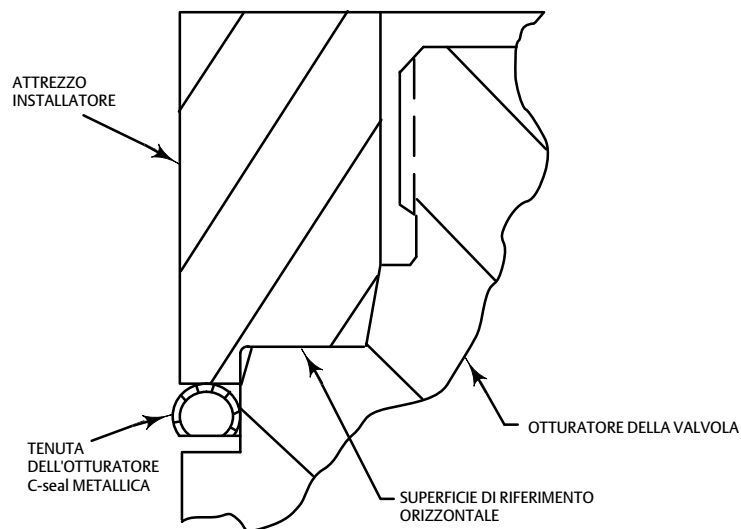 ATTREZZO
INSTALLATORE
TENUTA
DELL'OTTURATORE
C-seal METALLICA
OTTURATORE DELLA VALVOLA
SUPERFICIE DI RIFERIMENTO
ORIZZONTALE